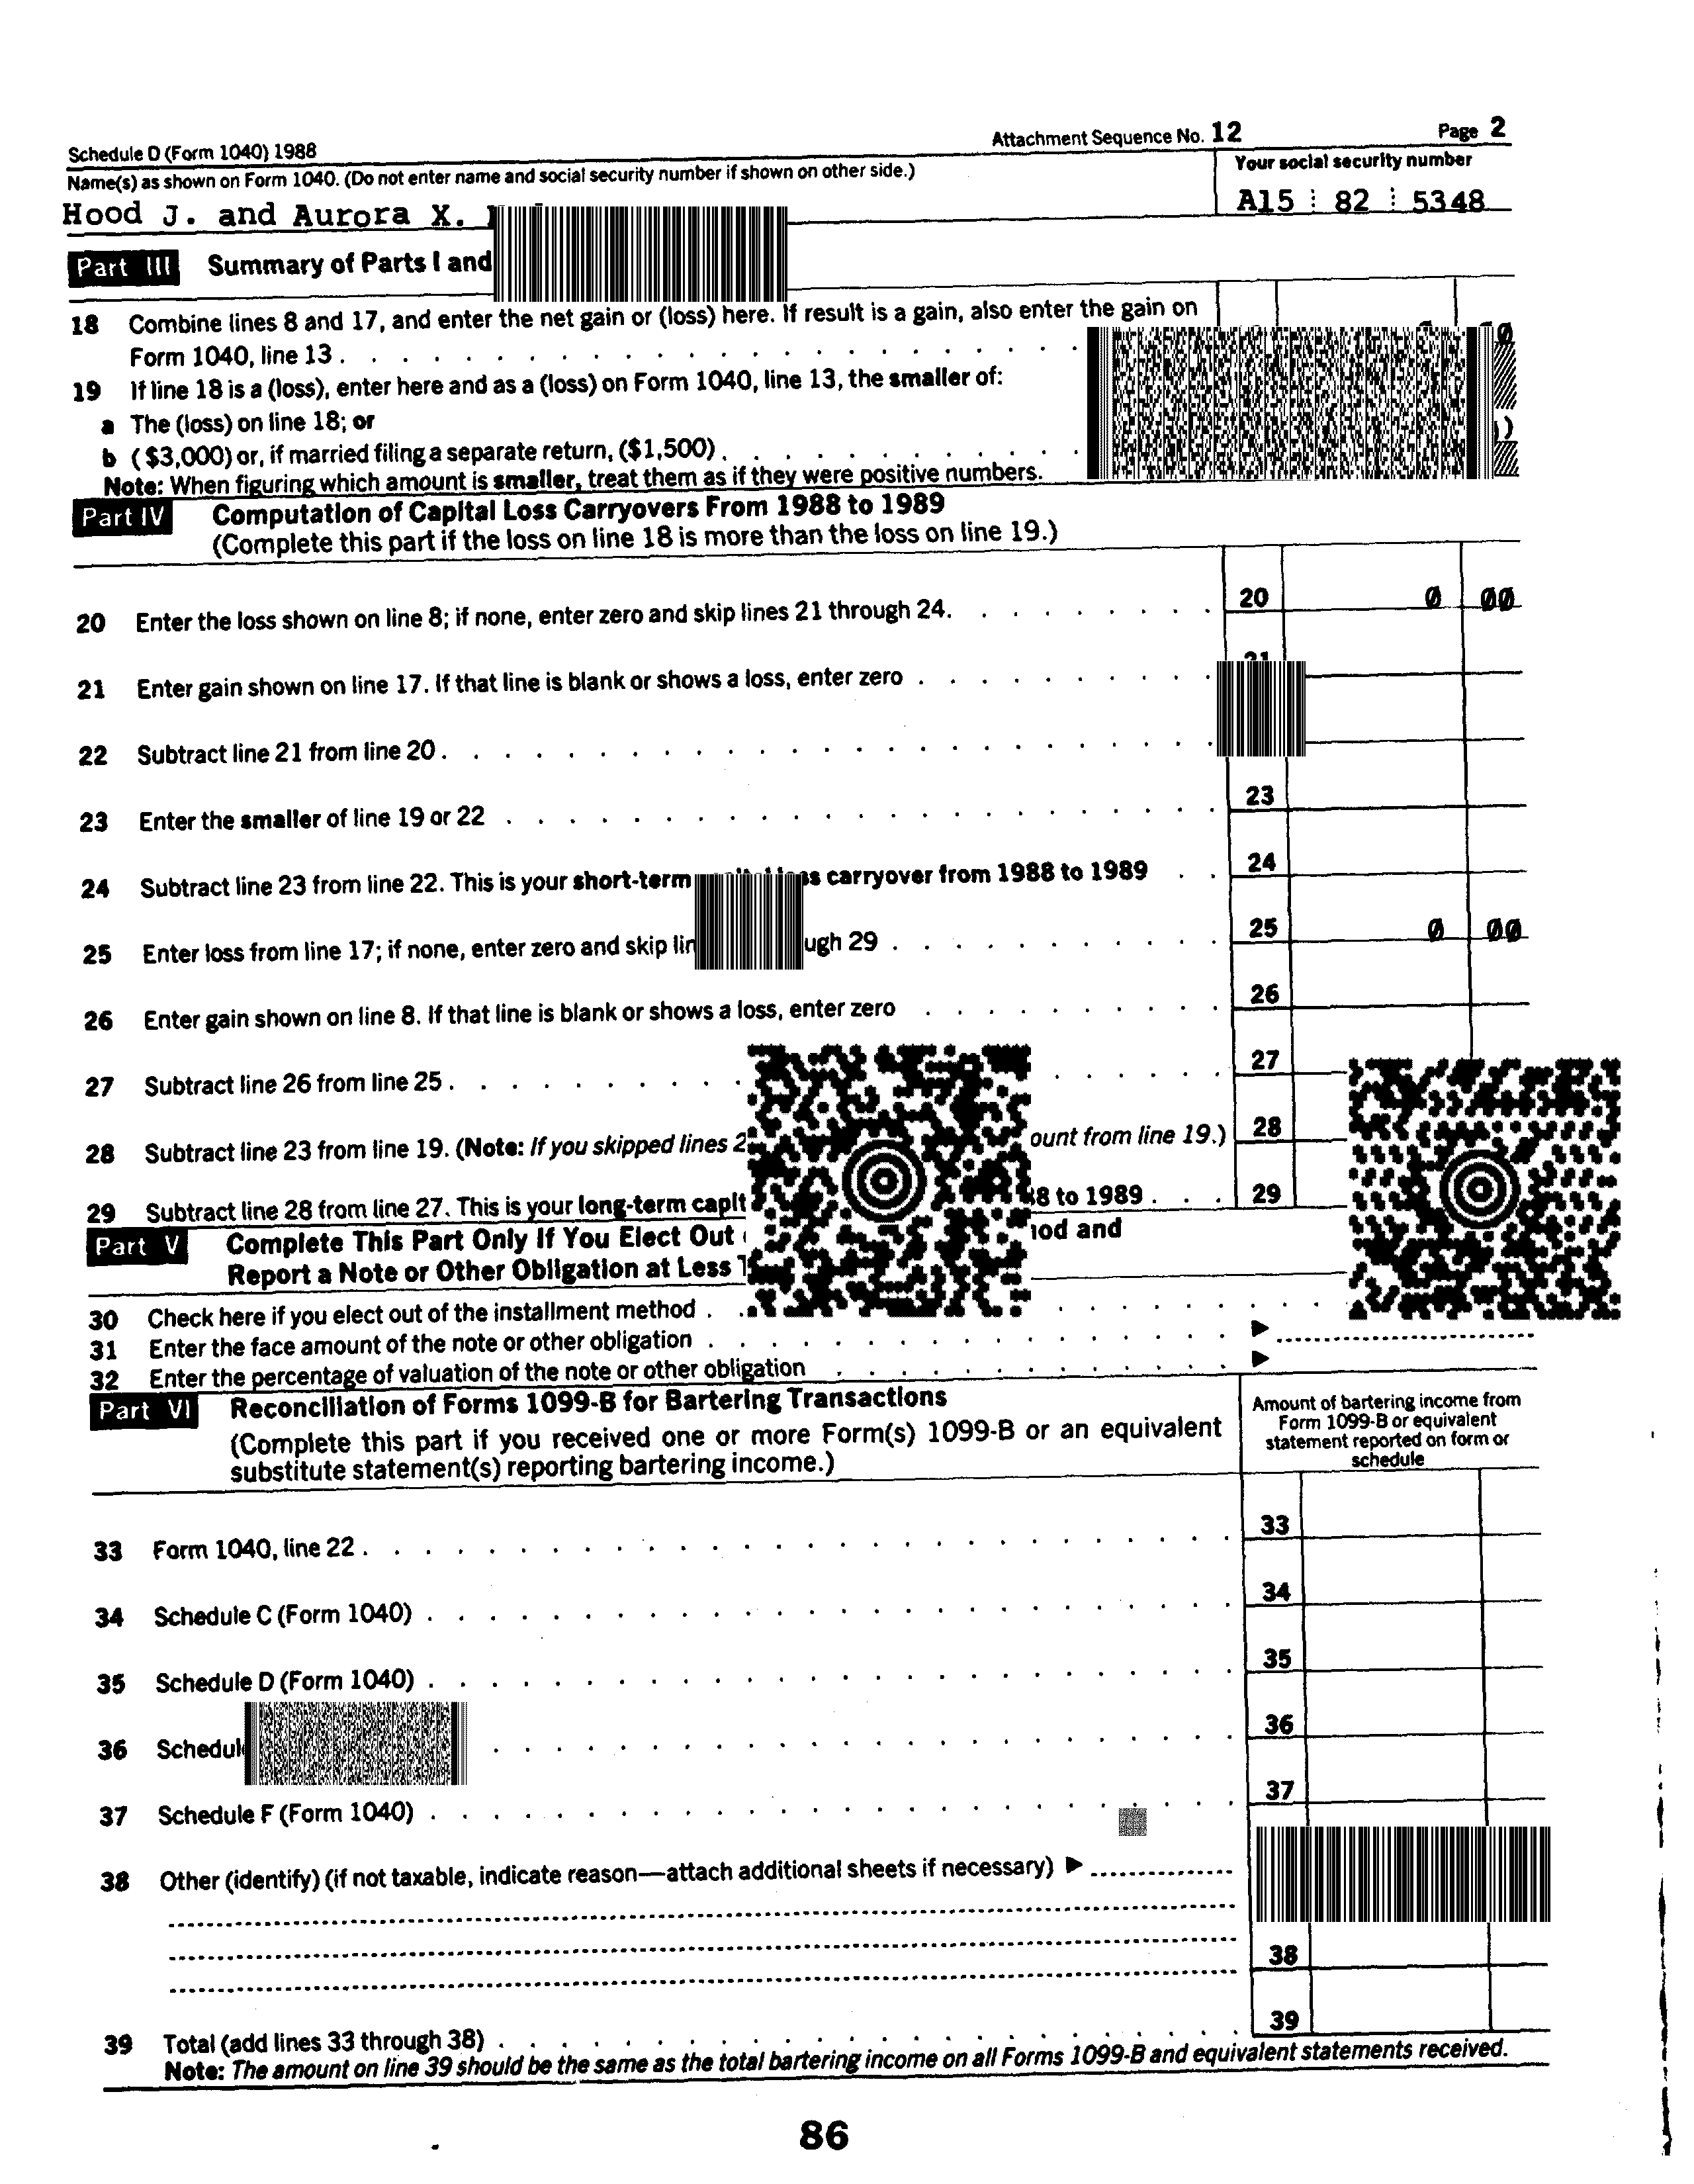 Schedule D (Form 1040) 1988 Attachment Sequence No. 12 Page 2
Name(s) as shown on Form 1040. (Do not enter name and social security number if shown on other side.) Your social security number
Hood J. and Aurora X. A15 82 5348
Part III Summary of Parts I and
18 Combine lines 8 and 17, and enter the net gain or (loss) here. If result is a gain, also enter the gain on
Form 1040, line 13
19 If line 18 is a (loss), enter here and as a (loss) on Form 1040, line 13, the smaller of:
a The (loss) on line 18; or
b ($3,000) or, if married filing a separate return, ($1,500)
Note: When figuring which amount is smaller, treat them as if they were positive numbers.
Part IV Computation of Capital Loss Carryovers From 1988 to 1989
(Complete this part if the loss on line 18 is more than the loss on line 19.)
20 Enter the loss shown on line 8; if none, enter zero and skip lines 21 through 24. 20 0 00
21 Enter gain shown on line 17. If that line is blank or shows a loss, enter zero
22 Subtract line 21 from line 20
23 Enter the smaller of line 19 or 22 23
24 Subtract line 23 from line 22. This is your short-term carryover from 1988 to 1989 24
25 Enter loss from line 17; if none, enter zero and skip 29 25 0 00
26 Enter gain shown on line 8. If that line is blank or shows a loss, enter zero 26
27 Subtract line 26 from line 25 27
28 Subtract line 23 from line 19. (Note: If you skipped lines from line 19.) 28
29 Subtract line 28 from line 27. This is your long-term to 1989 29
Part V Complete This Part Only If You Elect Out and
Report a Note or Other Obligation at Less
30 Check here if you elect out of the installment method
31 Enter the face amount of the note or other obligation
32 Enter the percentage of valuation of the note or other obligation
Part VI Reconciliation of Forms 1099-B for Bartering Transactions
(Complete this part if you received one or more Form(s) 1099-B or an equivalent
substitute statement(s) reporting bartering income.)
Amount of bartering income from
Form 1099-B or equivalent
statement reported on form or
schedule
33 Form 1040, line 22 33
34 Schedule C (Form 1040) 34
35 Schedule D (Form 1040) 35
36 36
37 Schedule F (Form 1040) 37
38 Other (identify) (if not taxable, indicate reason—attach additional sheets if necessary)
38
39 Total (add lines 33 through 38) 39
Note: The amount on line 39 should be the same as the total bartering income on all Forms 1099-B and equivalent statements received.
86